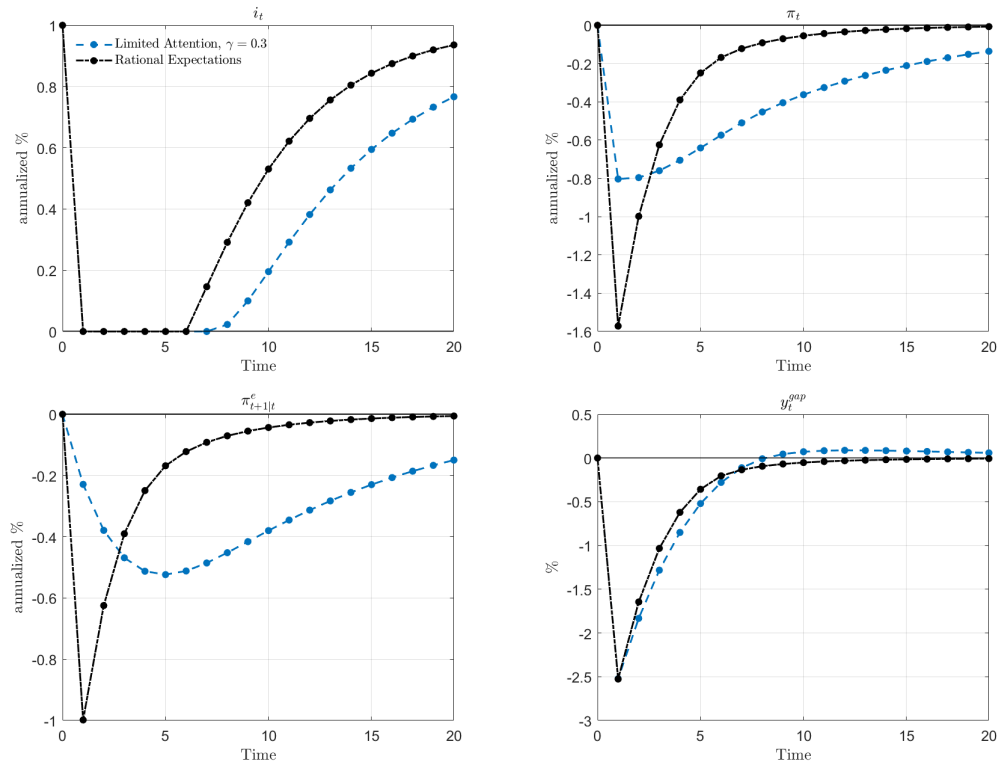 i_t
1
0.8
0.6
0.4
0.2
0
annualized %
Limited Attention, γ = 0.3
Rational Expectations
0 5 10 15 20
Time
π_t
0
-0.2
-0.4
-0.6
-0.8
-1
-1.2
-1.4
-1.6
annualized %
0 5 10 15 20
Time
π^e_{t+1|t}
0
-0.2
-0.4
-0.6
-0.8
-1
annualized %
0 5 10 15 20
Time
y_t^{gap}
0.5
0
-0.5
-1
-1.5
-2
-2.5
-3
%
0 5 10 15 20
Time